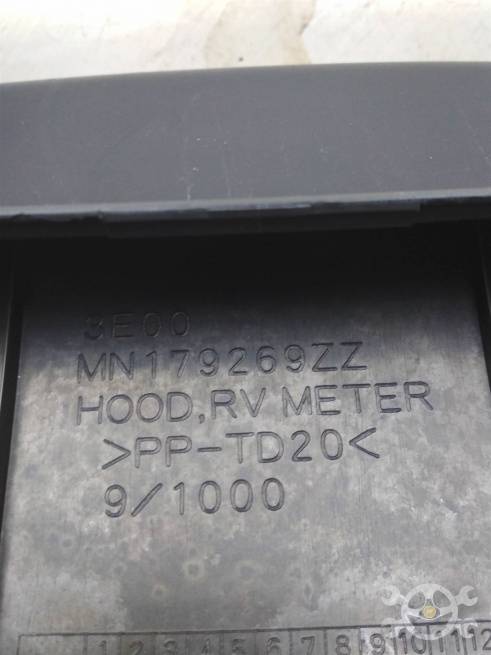 3E00
MN179269ZZ
HOOD,RV METER
>PP-TD20<
9/1000
1 2 3 4 5 6 7 8 9 10 11 12